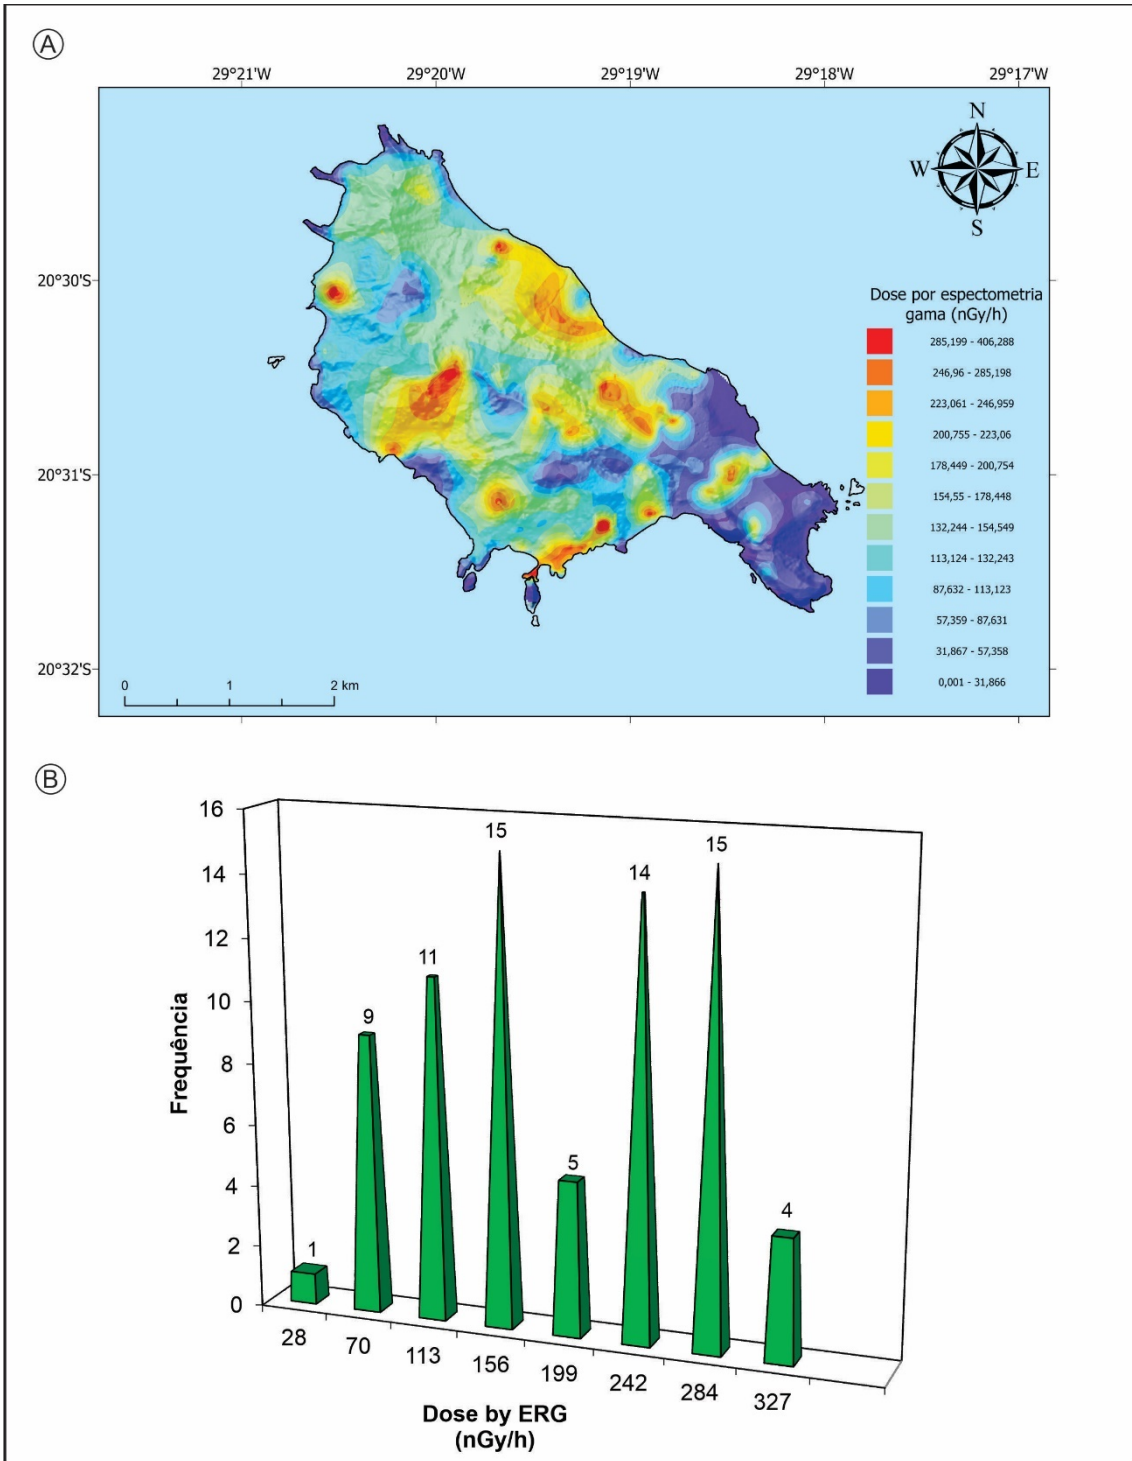 A
29°21'W 29°20'W 29°19'W 29°18'W 29°17'W
N
W E
S
20°30'S
20°31'S
20°32'S
Dose por espectometria
gama (nGy/h)
285,199 - 406,288
246,96 - 285,198
223,061 - 246,959
200,755 - 223,06
178,449 - 200,754
154,55 - 178,448
132,244 - 154,549
113,124 - 132,243
87,632 - 113,123
57,359 - 87,631
31,867 - 57,358
0,001 - 31,866
0 1 2 km
B
Frequência
16
14
12
10
8
6
4
2
0
1 9 11 15 5 14 15 4
28 70 113 156 199 242 284 327
Dose by ERG
(nGy/h)